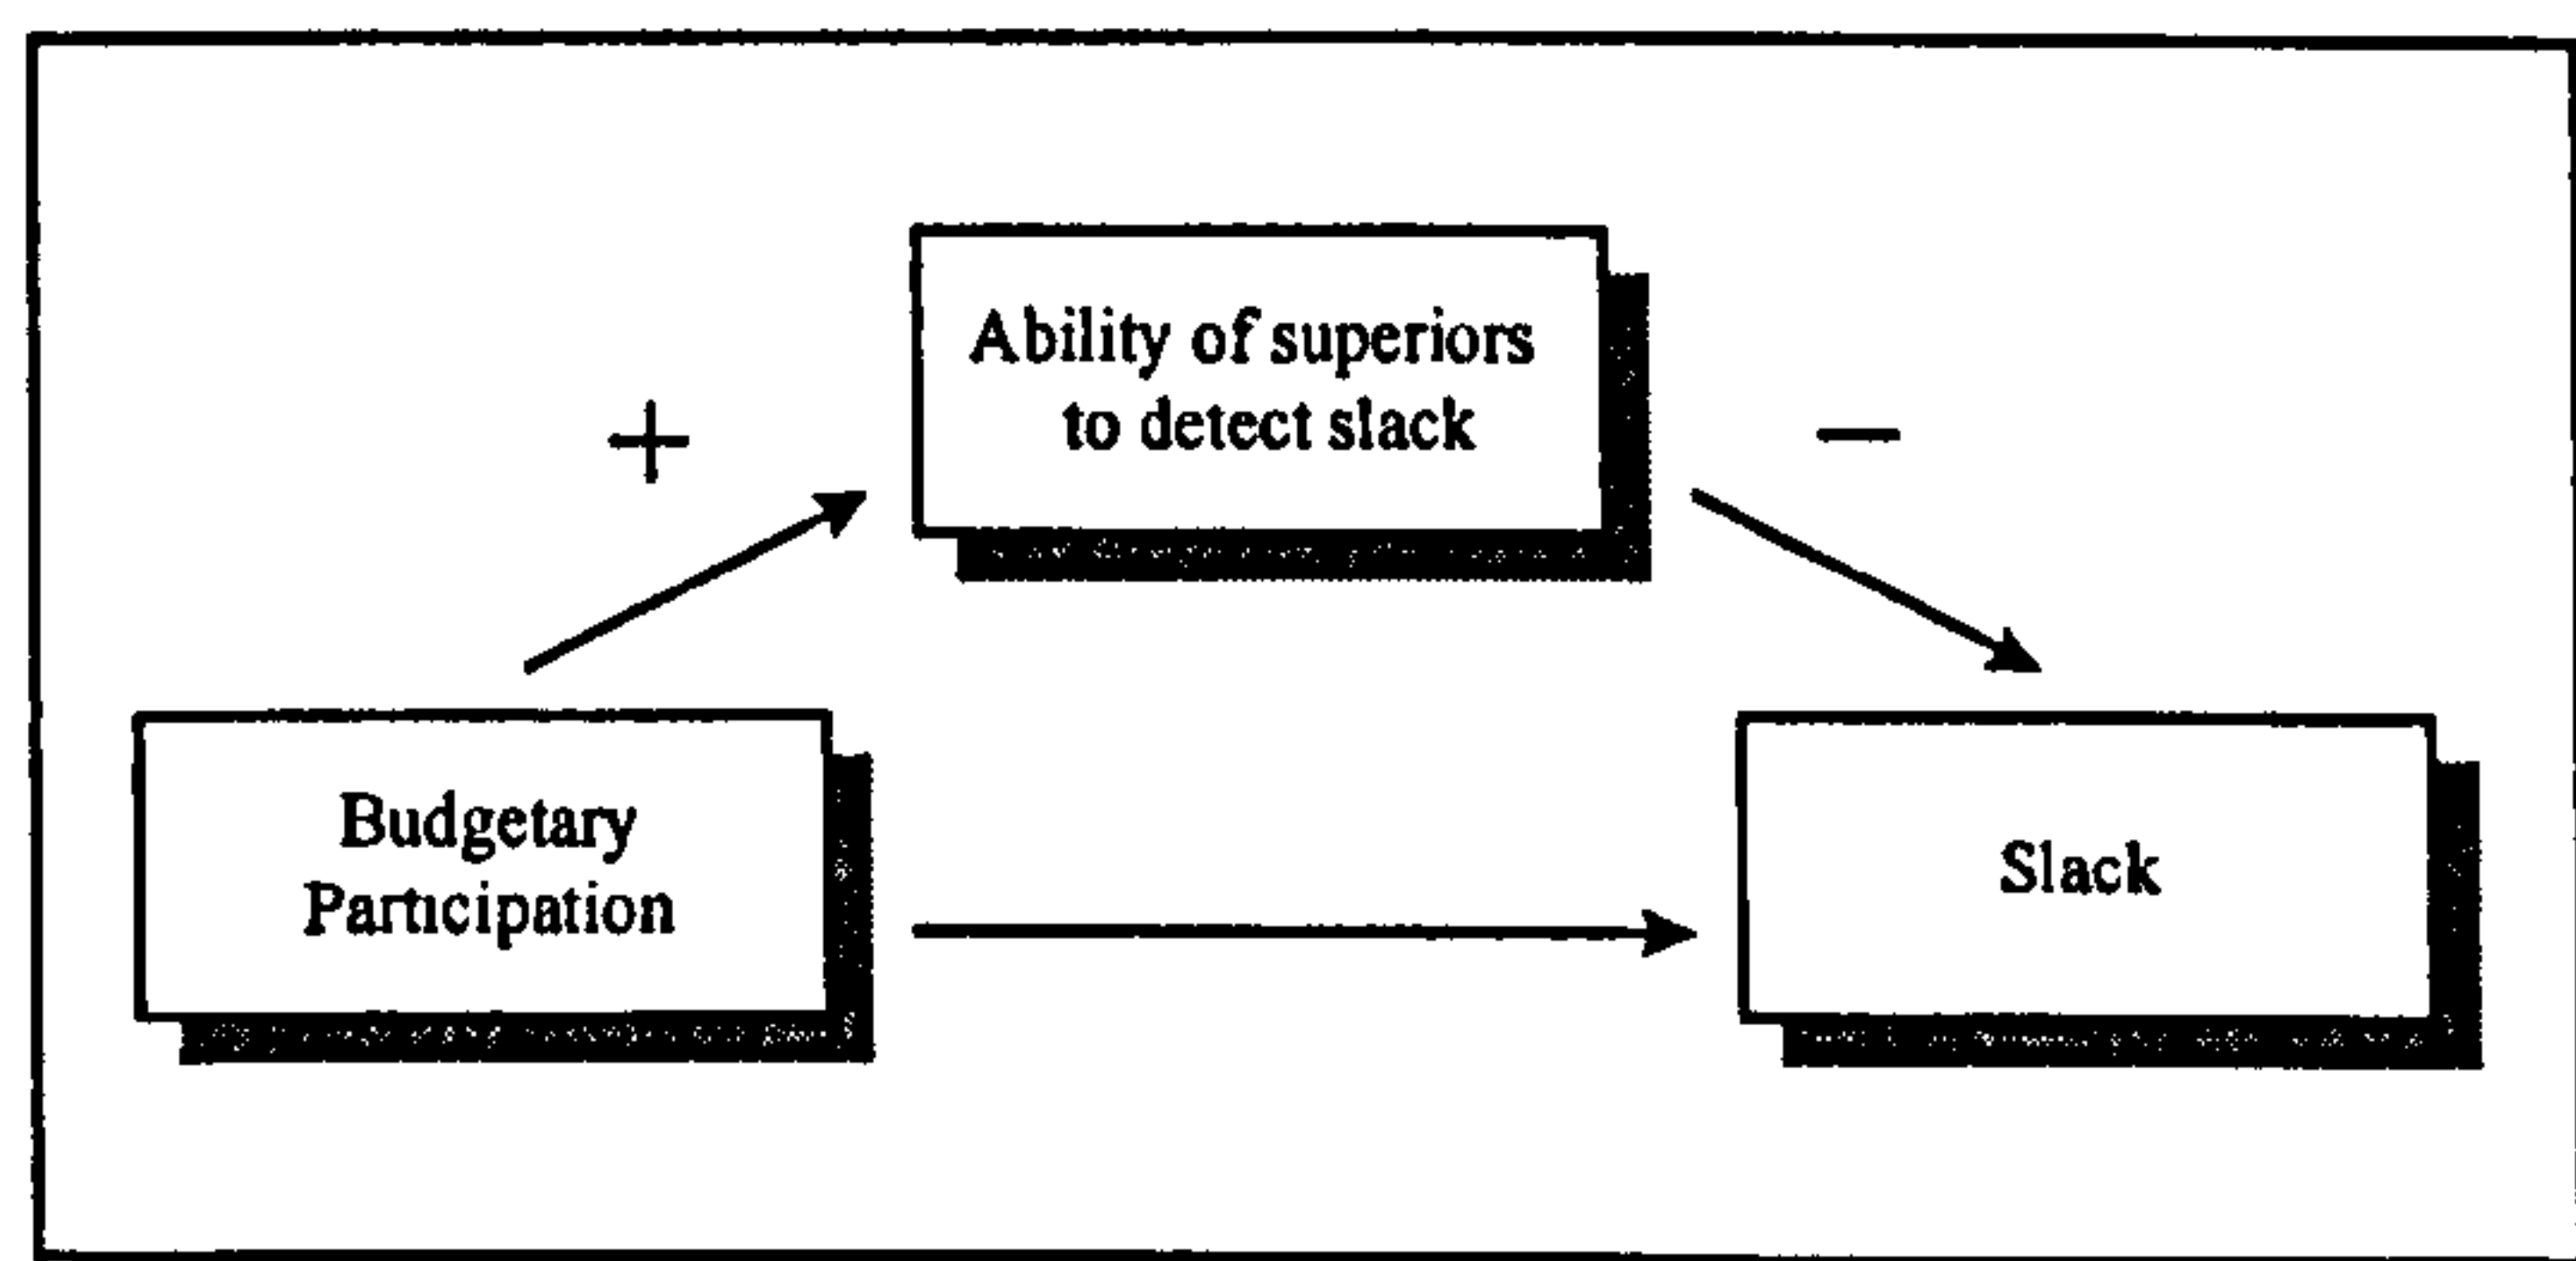 Ability of superiors
to detect slack
+
−
Budgetary
Participation
Slack